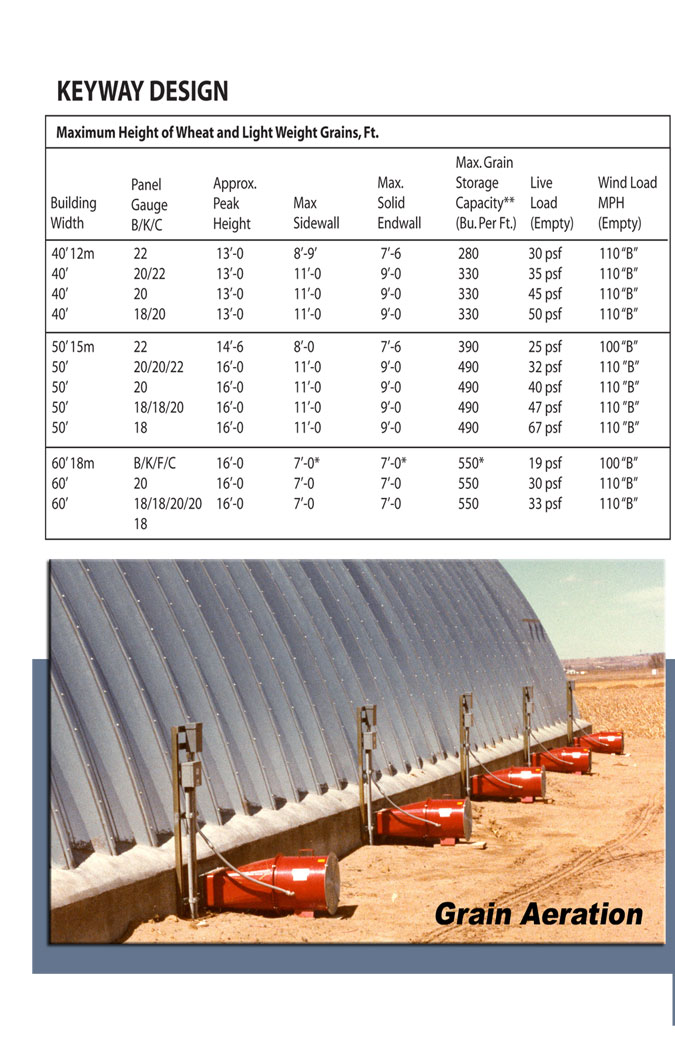 KEYWAY DESIGN
Maximum Height of Wheat and Light Weight Grains, Ft.
Building Width Panel Gauge B/K/C Approx. Peak Height Max Sidewall Max. Solid Endwall Max. Grain Storage Capacity** (Bu. Per Ft.) Live Load (Empty) Wind Load MPH (Empty)
40' 12m 22 13'-0 8'-9' 7'-6 280 30 psf 110 "B"
40' 20/22 13'-0 11'-0 9'-0 330 35 psf 110 "B"
40' 20 13'-0 11'-0 9'-0 330 45 psf 110 "B"
40' 18/20 13'-0 11'-0 9'-0 330 50 psf 110 "B"
50' 15m 22 14'-6 8'-0 7'-6 390 25 psf 100 "B"
50' 20/20/22 16'-0 11'-0 9'-0 490 32 psf 110 "B"
50' 20 16'-0 11'-0 9'-0 490 40 psf 110 "B"
50' 18/18/20 16'-0 11'-0 9'-0 490 47 psf 110 "B"
50' 18 16'-0 11'-0 9'-0 490 67 psf 110 "B"
60' 18m B/K/F/C 16'-0 7'-0* 7'-0* 550* 19 psf 100 "B"
60' 20 16'-0 7'-0 7'-0 550 30 psf 110 "B"
60' 18/18/20/20 16'-0 7'-0 7'-0 550 33 psf 110 "B"
18
Grain Aeration